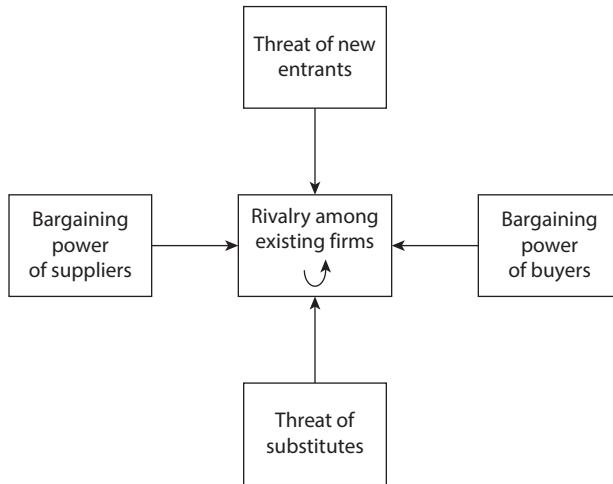 Threat of new
entrants
Bargaining
power
of suppliers
Rivalry among
existing firms
Bargaining
power
of buyers
Threat of
substitutes